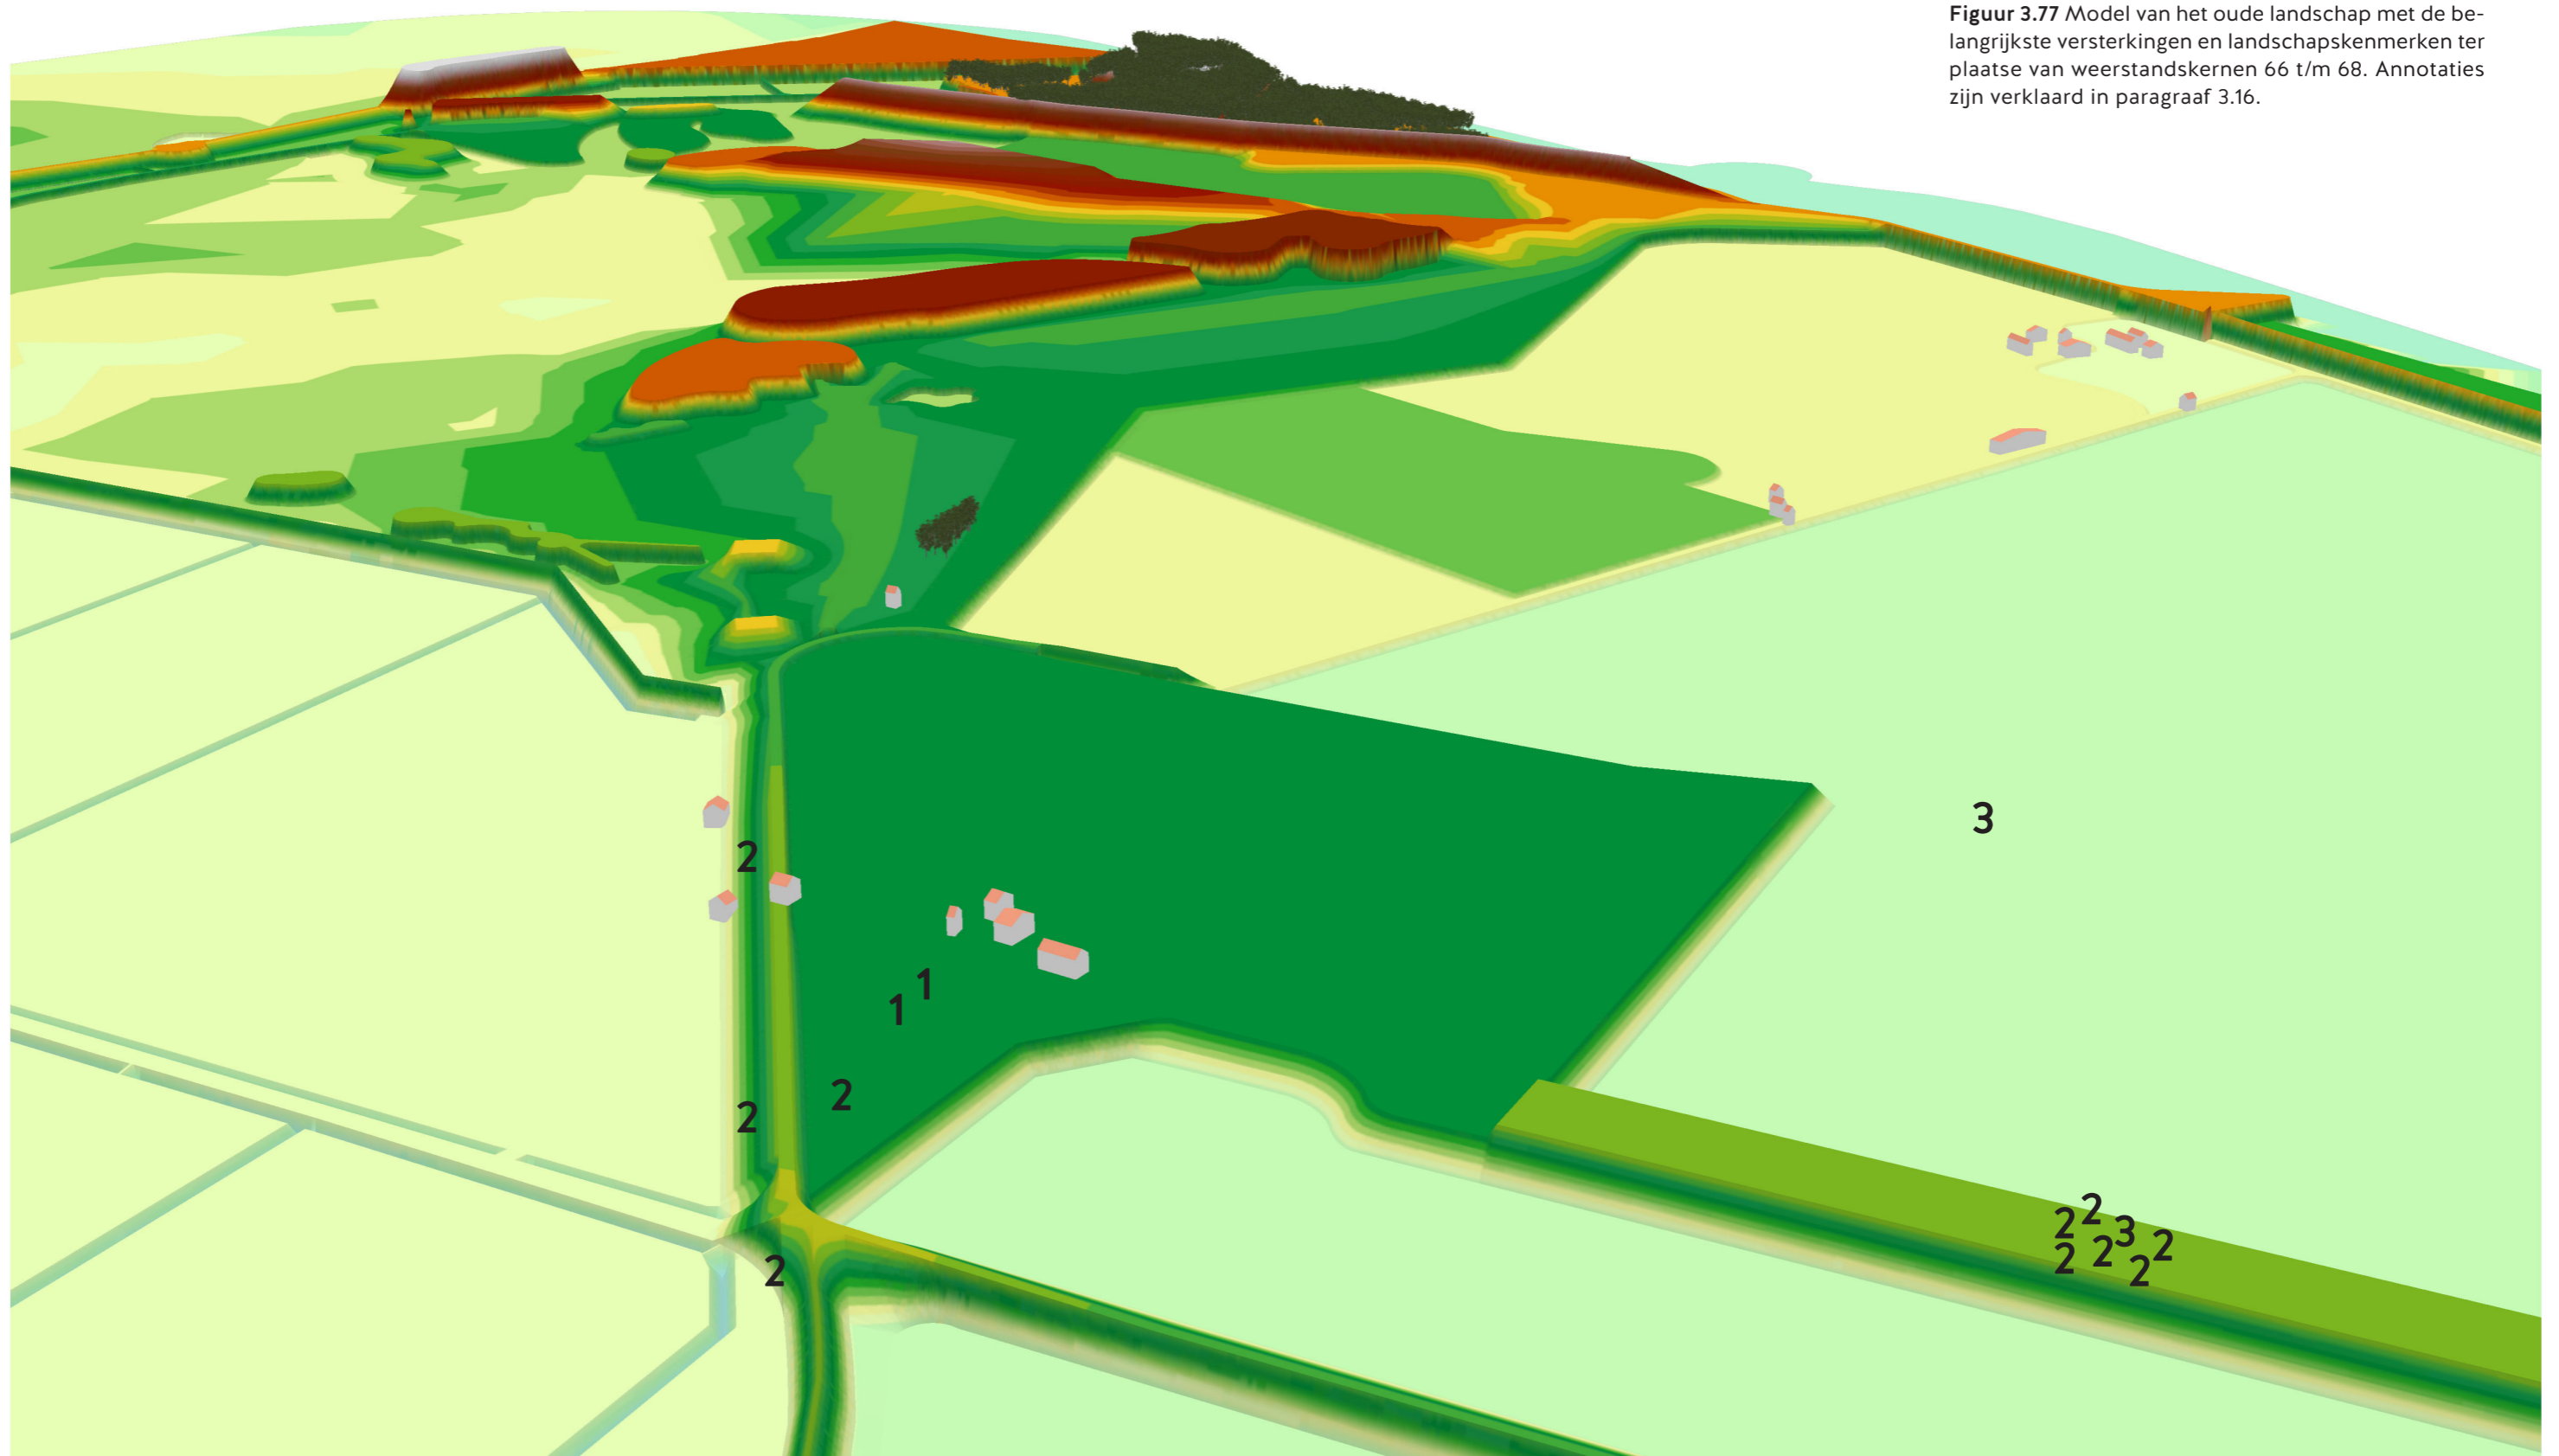 Figuur 3.77 Model van het oude landschap met de be-
langrijkste versterkingen en landschapskenmerken ter
plaatse van weerstandskernen 66 t/m 68. Annotaties
zijn verklaard in paragraaf 3.16.
3
2
1
1
2
2
2
2
2 3 2
2 2
2